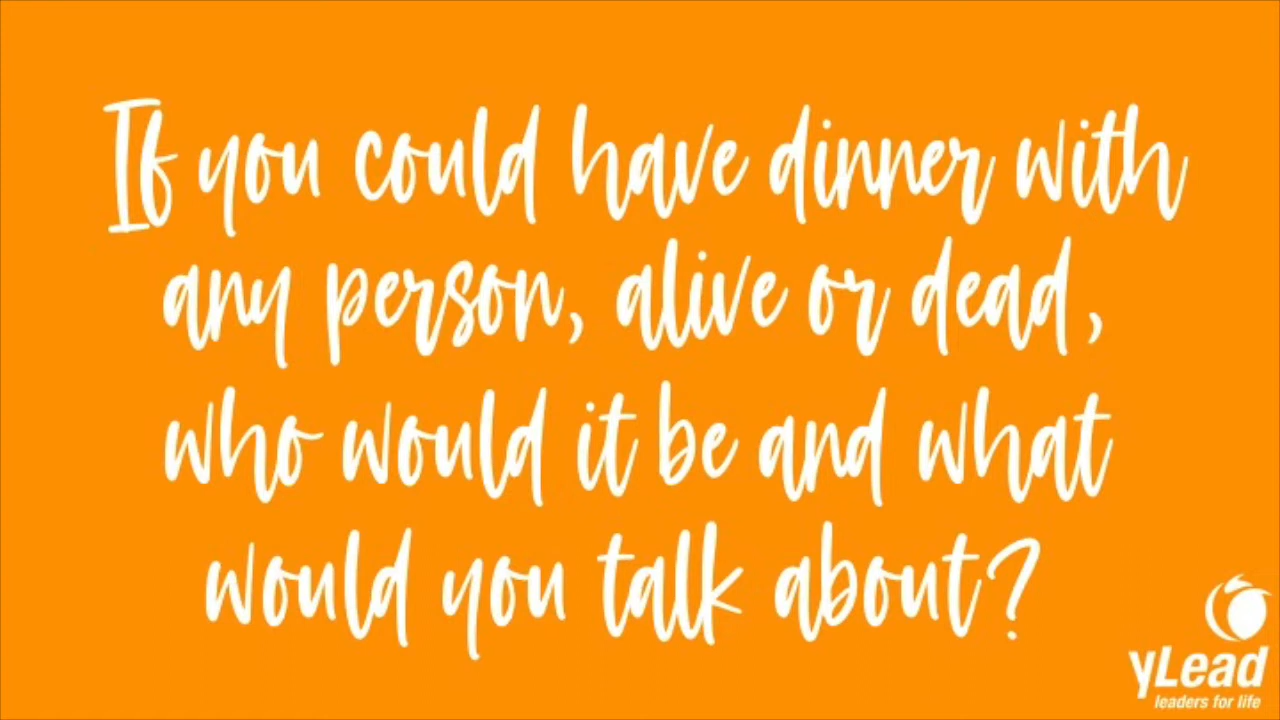 If you could have dinner with
any person, alive or dead,
who would it be and what
would you talk about?
yLead
leaders for life